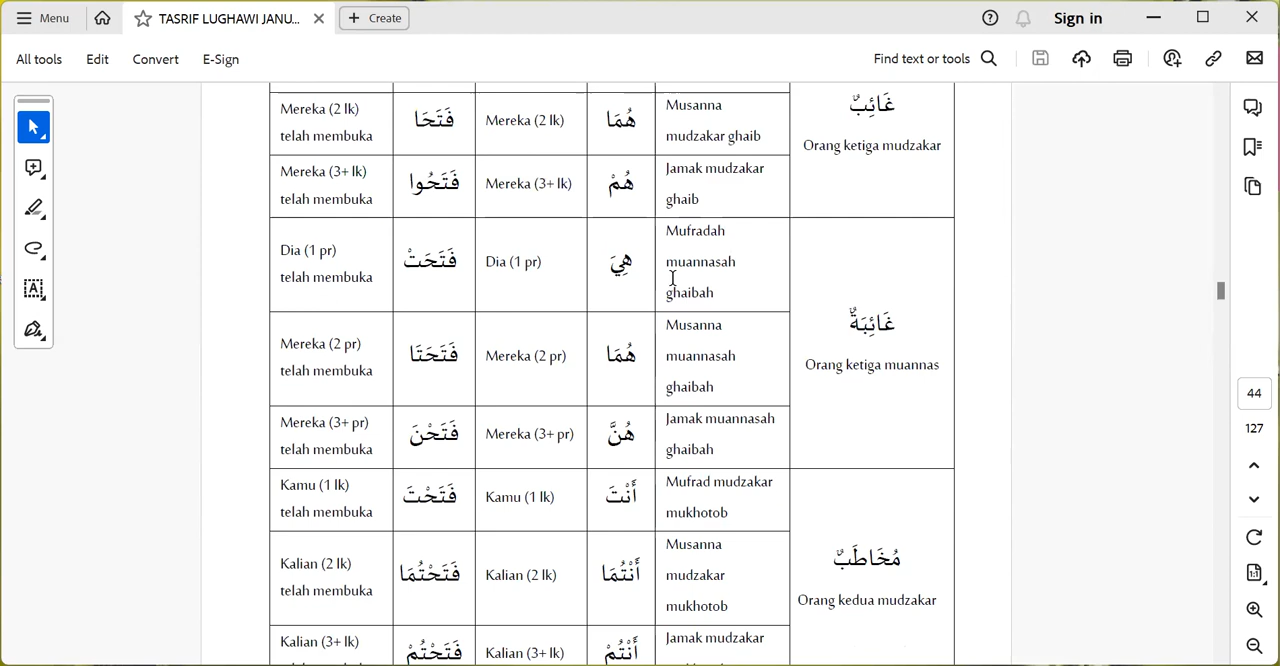 Menu
TASRIF LUGHAWI JANU...
Create
Sign in
All tools
Edit
Convert
E-Sign
Find text or tools
Mereka (2 lk)
telah membuka
فَتَحَا
Mereka (2 lk)
هُمَا
Musanna
mudzakar ghaib
غَائِبٌ
Orang ketiga mudzakar
Mereka (3+ lk)
telah membuka
فَتَحُوا
Mereka (3+ lk)
هُمْ
Jamak mudzakar
ghaib
Dia (1 pr)
telah membuka
فَتَحَتْ
Dia (1 pr)
هِيَ
Mufradah
muannasah
ghaibah
غَائِبَةٌ
Orang ketiga muannas
Mereka (2 pr)
telah membuka
فَتَحَتَا
Mereka (2 pr)
هُمَا
Musanna
muannasah
ghaibah
Mereka (3+ pr)
telah membuka
فَتَحْنَ
Mereka (3+ pr)
هُنَّ
Jamak muannasah
ghaibah
Kamu (1 lk)
telah membuka
فَتَحْتَ
Kamu (1 lk)
أَنْتَ
Mufrad mudzakar
mukhotob
مُخَاطَبٌ
Orang kedua mudzakar
Kalian (2 lk)
telah membuka
فَتَحْتُمَا
Kalian (2 lk)
أَنْتُمَا
Musanna
mudzakar
mukhotob
Kalian (3+ lk)
فَتَحْتُمْ
Kalian (3+ lk)
أَنْتُمْ
Jamak mudzakar
44
127